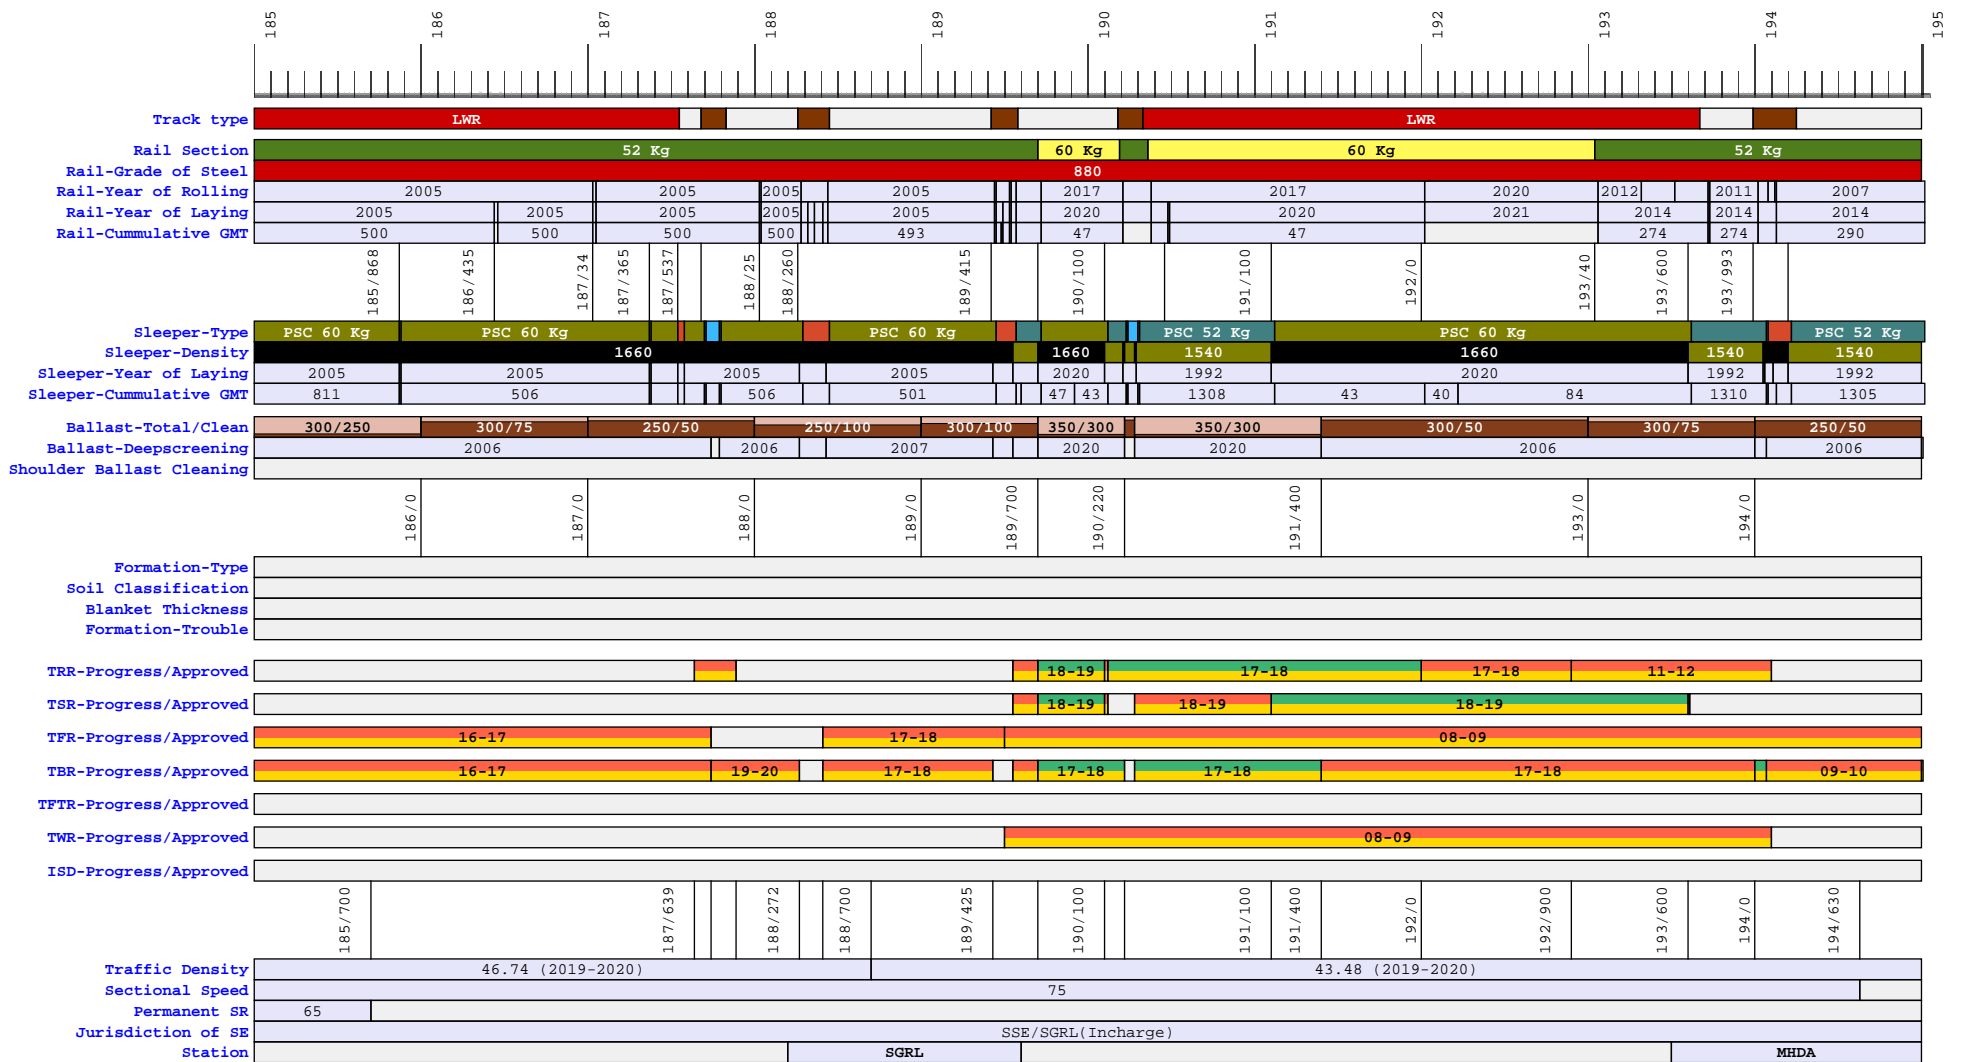 185 186 187 188 189 190 191 192 193 194 195
Track type LWR LWR
Rail Section 52 Kg 60 Kg 60 Kg 52 Kg
Rail-Grade of Steel 880
Rail-Year of Rolling 2005 2005 2005 2005 2017 2017 2020 2012 2011 2007
Rail-Year of Laying 2005 2005 2005 2005 2005 2020 2020 2021 2014 2014 2014
Rail-Cummulative GMT 500 500 500 500 493 47 47 274 274 290
185/868 186/435 187/34 187/365 187/537 188/25 188/260 189/415 190/100 191/100 192/0 193/40 193/600 193/993
Sleeper-Type PSC 60 Kg PSC 60 Kg PSC 60 Kg PSC 52 Kg PSC 60 Kg PSC 52 Kg
Sleeper-Density 1660 1660 1540 1660 1540 1540
Sleeper-Year of Laying 2005 2005 2005 2005 2020 1992 2020 1992 1992
Sleeper-Cummulative GMT 811 506 506 501 47 43 1308 43 40 84 1310 1305
Ballast-Total/Clean 300/250 300/75 250/50 250/100 300/100 350/300 350/300 300/50 300/75 250/50
Ballast-Deepscreening 2006 2006 2007 2020 2020 2006 2006
Shoulder Ballast Cleaning
186/0 187/0 188/0 189/0 189/700 190/220 191/400 193/0 194/0
Formation-Type
Soil Classification
Blanket Thickness
Formation-Trouble
TRR-Progress/Approved 18-19 17-18 17-18 11-12
TSR-Progress/Approved 18-19 18-19 18-19
TFR-Progress/Approved 16-17 17-18 08-09
TBR-Progress/Approved 16-17 19-20 17-18 17-18 17-18 17-18 09-10
TFTR-Progress/Approved
TWR-Progress/Approved 08-09
ISD-Progress/Approved
185/700 187/639 188/272 188/700 189/425 190/100 191/100 191/400 192/0 192/900 193/600 194/0 194/630
Traffic Density 46.74 (2019-2020) 43.48 (2019-2020)
Sectional Speed 75
Permanent SR 65
Jurisdiction of SE SSE/SGRL(Incharge)
Station SGRL MHDA